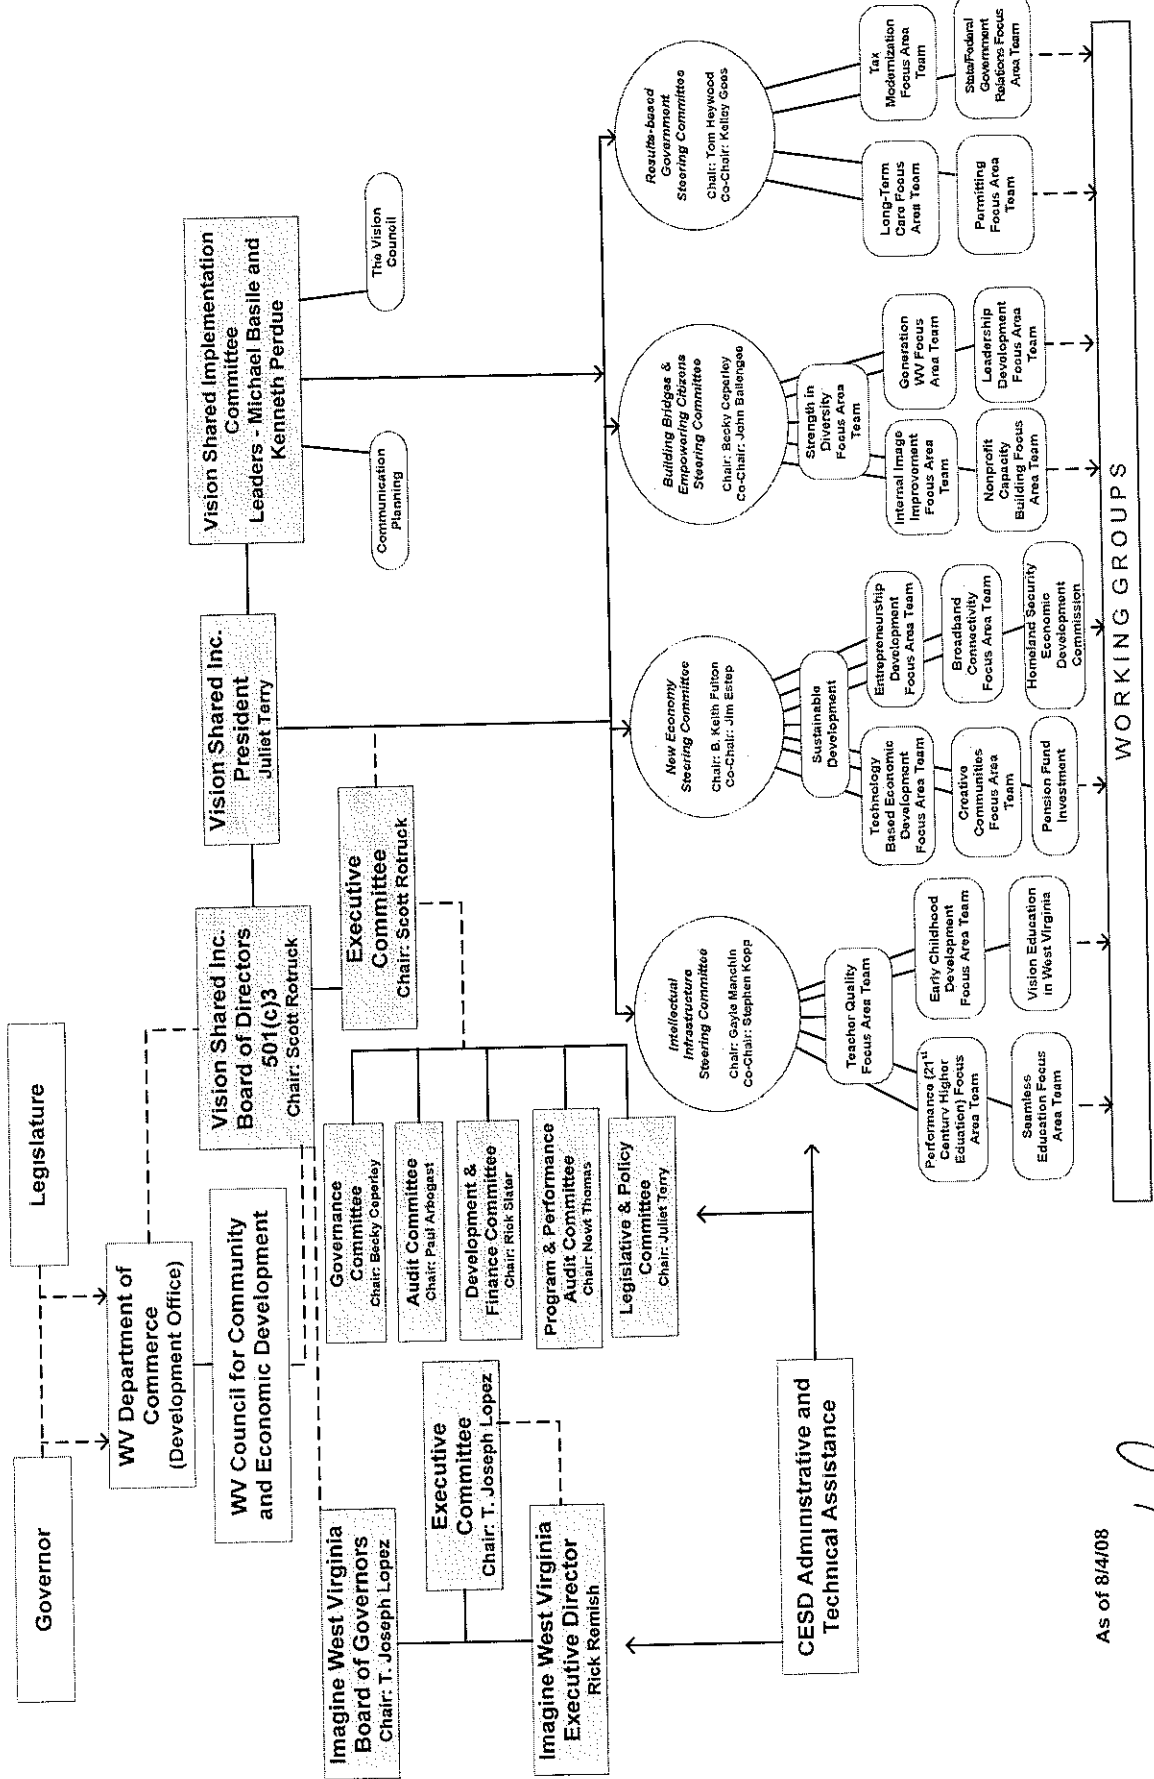 Governor
Legislature
WV Department of
Commerce
(Development Office)
WV Council for Community
and Economic Development
Vision Shared Inc.
Board of Directors
501(c)3
Chair: Scott Rotruck
Vision Shared Inc.
President
Juliet Terry
Vision Shared Implementation
Committee
Leaders - Michael Basile and
Kenneth Perdue
Communication
Planning
The Vision
Council
Executive
Committee
Chair: Scott Rotruck
Imagine West Virginia
Board of Governors
Chair: T. Joseph Lopez
Executive
Committee
Chair: T. Joseph Lopez
Imagine West Virginia
Executive Director
Rick Remish
Governance
Committee
Chair: Becky Ceperley
Audit Committee
Chair: Paul Arbogast
Development &
Finance Committee
Chair: Rick Slater
Program & Performance
Audit Committee
Chair: Newt Thomas
Legislative & Policy
Committee
Chair: Juliet Terry
CESD Administrative and
Technical Assistance
Intellectual
Infrastructure
Steering Committee
Chair: Gayle Manchin
Co-Chair: Stephen Kopp
Teacher Quality
Focus Area Team
Performance (21st
Century Higher
Eduation) Focus
Area Team
Early Childhood
Development
Focus Area Team
Seamless
Education Focus
Area Team
Vision Education
in West Virginia
New Economy
Steering Committee
Chair: B. Keith Fulton
Co-Chair: Jim Estep
Sustainable
Development
Technology
Based Economic
Development
Focus Area Team
Entrepreneurship
Development
Focus Area Team
Creative
Communities
Focus Area
Team
Broadband
Connectivity
Focus Area Team
Pension Fund
Investment
Homeland Security
Economic
Development
Commission
Building Bridges &
Empowering Citizens
Steering Committee
Chair: Becky Ceperley
Co-Chair: John Ballengee
Strength in
Diversity
Focus Area
Team
Internal Image
Improvement
Focus Area
Team
Generation
WV Focus
Area Team
Nonprofit
Capacity
Building Focus
Area Team
Leadership
Development
Focus Area
Team
Results-based
Government
Steering Committee
Chair: Tom Heywood
Co-Chair: Kelley Goes
Long-Term
Care Focus
Area Team
Tax
Modernization
Focus Area
Team
Permitting
Focus Area
Team
State/Federal
Government
Relations Focus
Area Team
WORKING GROUPS
As of 8/4/08